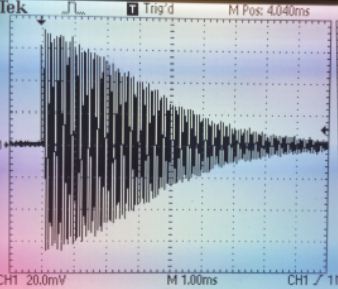 Tek T Trig'd M Pos: 4.040ms
CH1 20.0mV M 1.00ms CH1